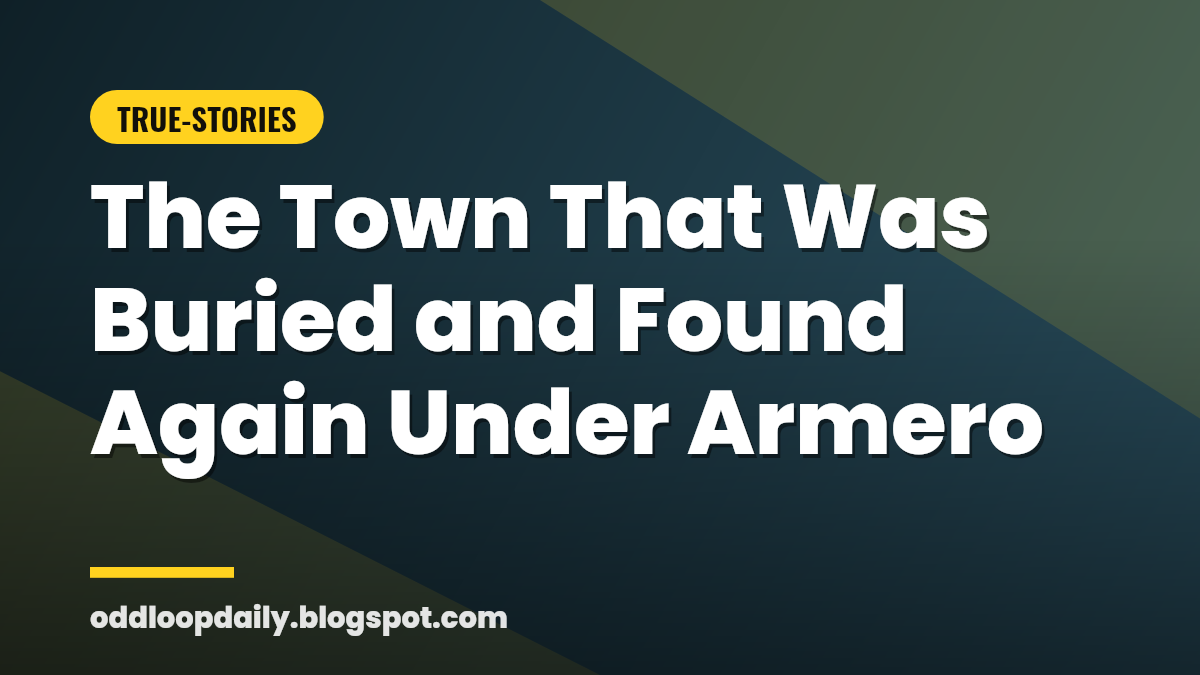 TRUE-STORIES
The Town That Was
Buried and Found
Again Under Armero
oddloopdaily.blogspot.com